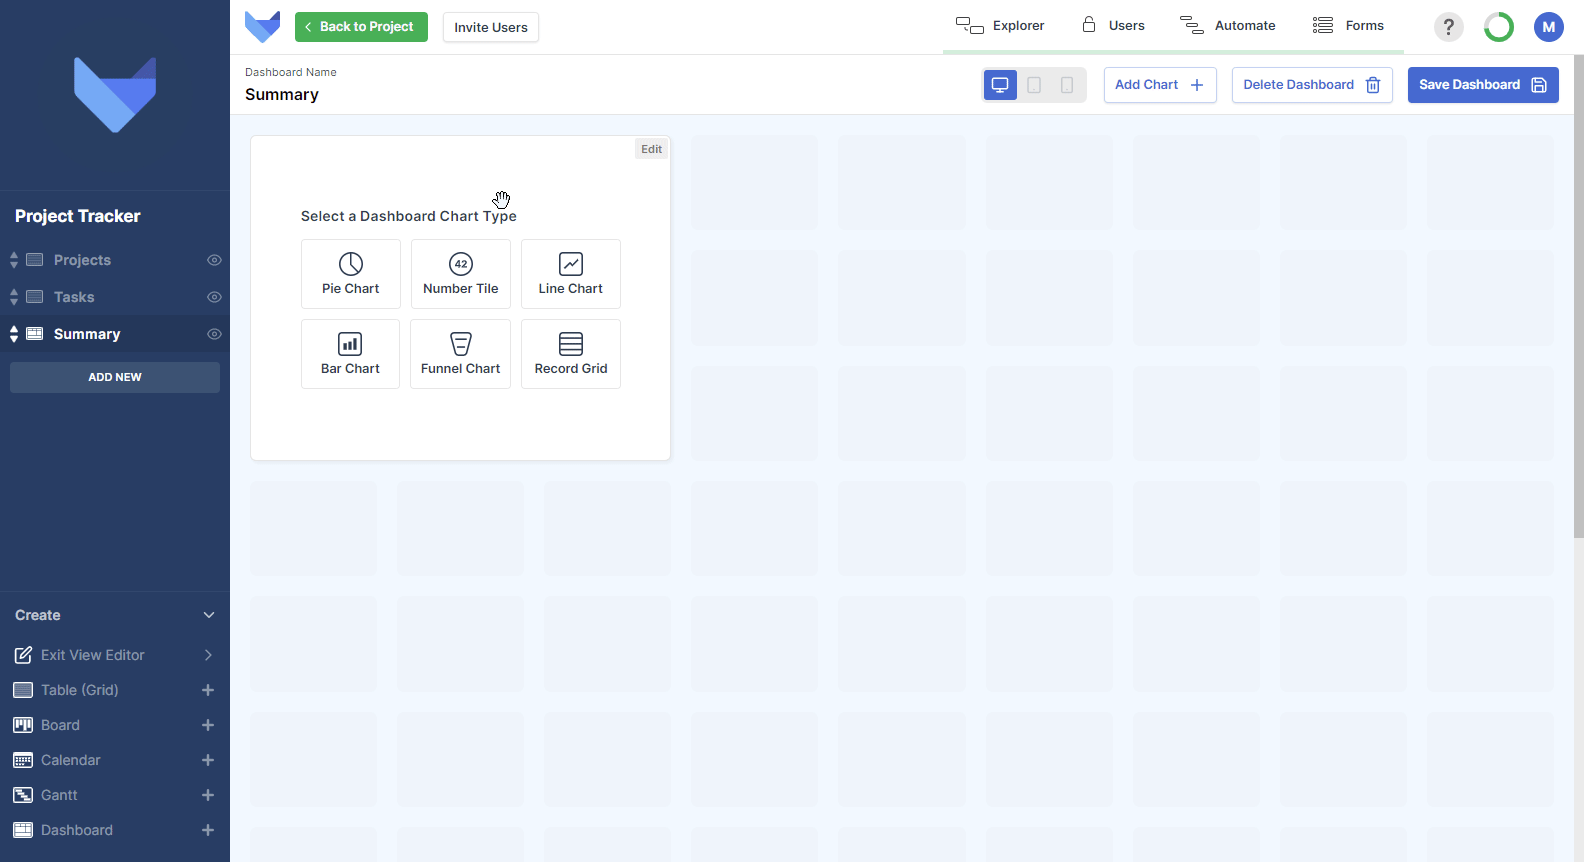 Back to Project
Invite Users
Explorer
Users
Automate
Forms
?
M
Dashboard Name
Summary
Add Chart
Delete Dashboard
Save Dashboard
Project Tracker
Projects
Tasks
Summary
ADD NEW
Create
Exit View Editor
Table (Grid)
Board
Calendar
Gantt
Dashboard
Edit
Select a Dashboard Chart Type
Pie Chart
42
Number Tile
Line Chart
Bar Chart
Funnel Chart
Record Grid